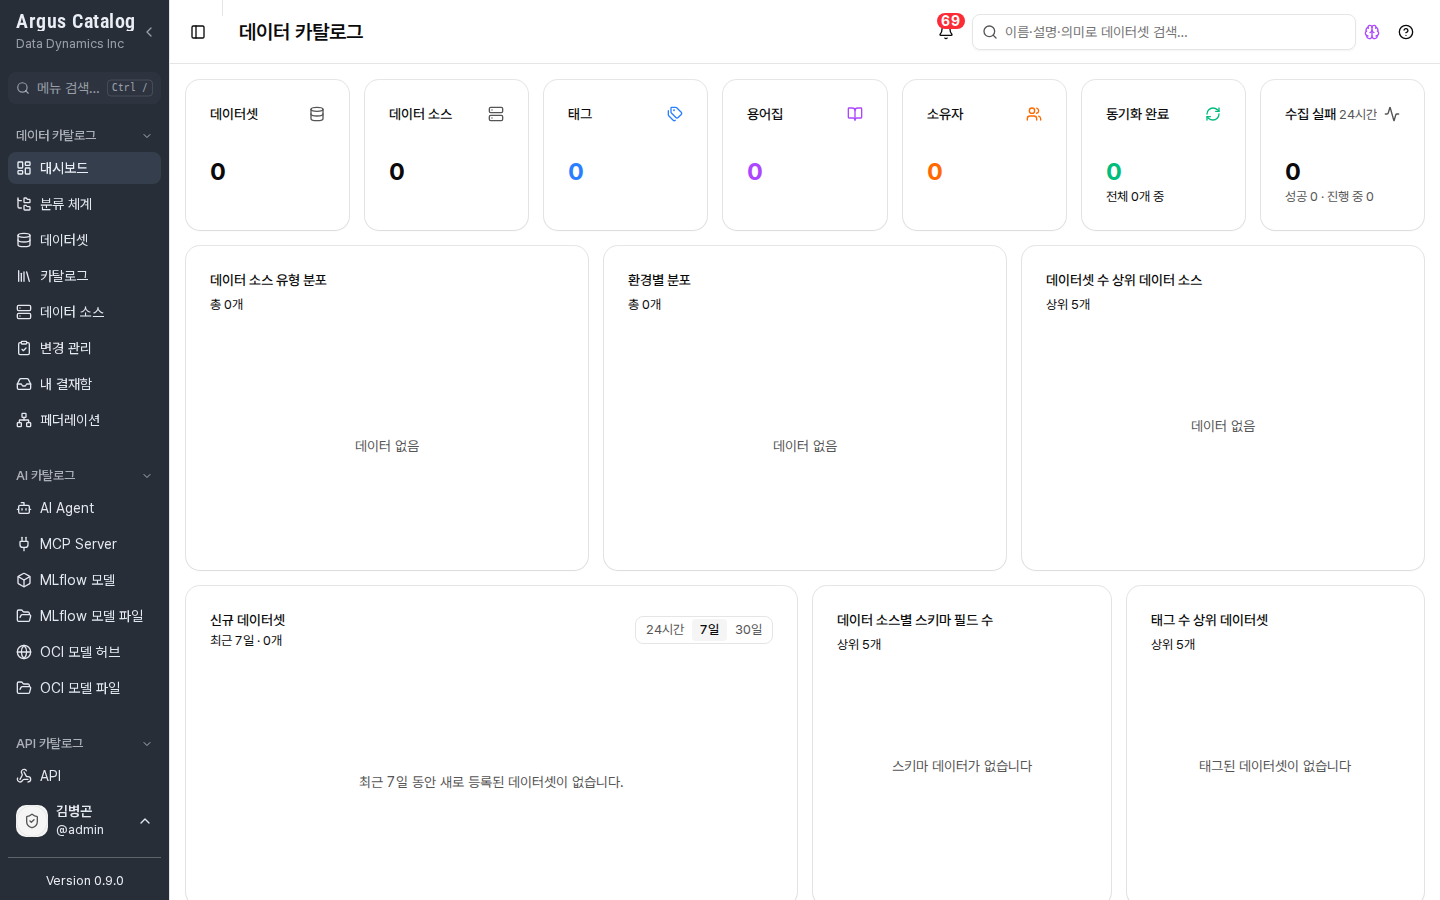 Argus Catalog
Data Dynamics Inc
메뉴 검색...
Ctrl /
데이터 카탈로그
대시보드
분류 체계
데이터셋
카탈로그
데이터 소스
변경 관리
내 결재함
페더레이션
AI 카탈로그
AI Agent
MCP Server
MLflow 모델
MLflow 모델 파일
OCI 모델 허브
OCI 모델 파일
API 카탈로그
API
김병곤
@admin
Version 0.9.0
데이터 카탈로그
69
이름·설명·의미로 데이터셋 검색...
데이터셋
0
데이터 소스
0
태그
0
용어집
0
소유자
0
동기화 완료
0
전체 0개 중
수집 실패 24시간
0
성공 0 · 진행 중 0
데이터 소스 유형 분포
총 0개
데이터 없음
환경별 분포
총 0개
데이터 없음
데이터셋 수 상위 데이터 소스
상위 5개
데이터 없음
신규 데이터셋
최근 7일 · 0개
24시간 7일 30일
최근 7일 동안 새로 등록된 데이터셋이 없습니다.
데이터 소스별 스키마 필드 수
상위 5개
스키마 데이터가 없습니다
태그 수 상위 데이터셋
상위 5개
태그된 데이터셋이 없습니다